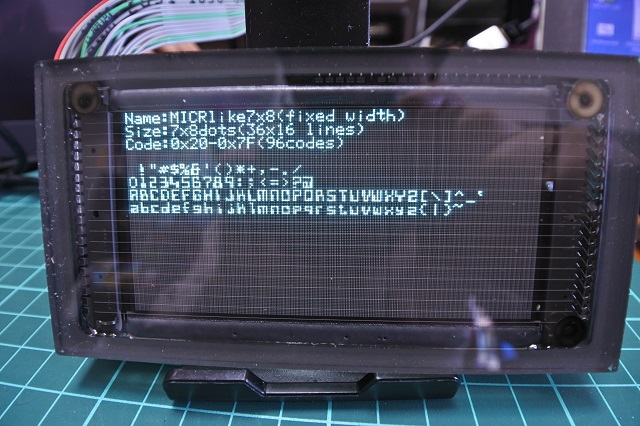 Name:MICRlike7x8(fixed width)
Size:7x8dots(36x16 lines)
Code:0x20-0x7F(96codes)
!"#$%&'()*+,-./
0123456789:;<=>?@
ABCDEFGHIJKLMNOPQRSTUVWXYZ[\]^_`
abcdefghijklmnopqrstuvwxyz{|}~